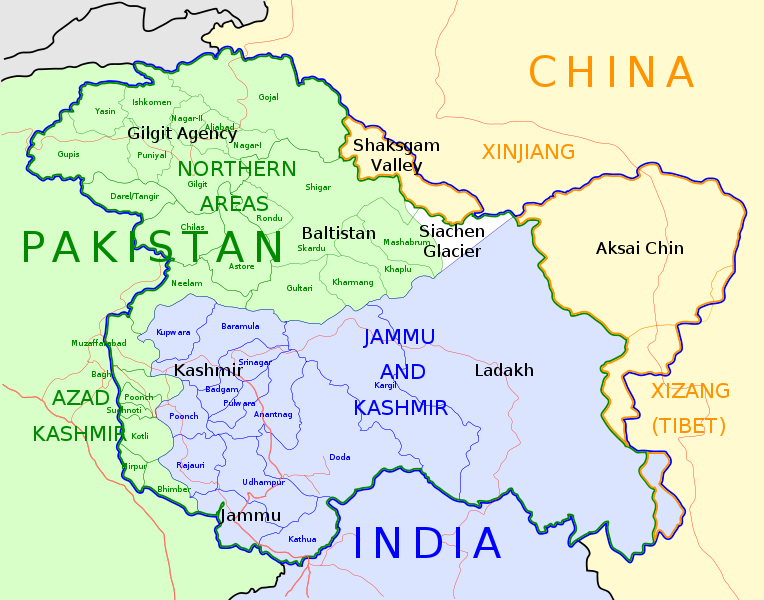 CHINA
Gojal
Ishkomen
Yasin
Nagar-II
Aliabad
Gilgit Agency
Nagar-I
Shaksgam
Valley
XINJIANG
Gupis
Puniyal
NORTHERN
Gilgit
Shigar
Darel/Tangir
AREAS
Rondu
Chilas
Baltistan
Siachen
Glacier
PAKISTAN
Skardu
Mashabrum
Aksai Chin
Astore
Khaplu
Neelam
Gultari
Kharmang
Kupwara
Baramula
JAMMU
Muzaffarabad
Srinagar
Kashmir
AND
Ladakh
Bagh
Kargil
Badgam
XIZANG
AZAD
Poonch
Pulwara
KASHMIR
Sudhnoti
Poonch
Anantnag
(TIBET)
KASHMIR
Kotli
Doda
Mirpur
Rajauri
Udhampur
Bhimber
Jammu
Kathua
INDIA